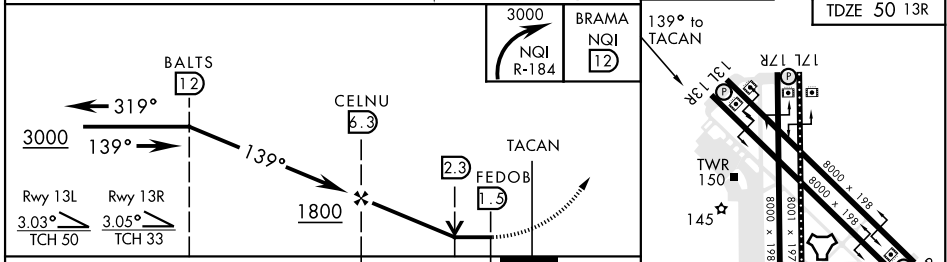 3000
NQI
R-184
BRAMA
NQI
12
139° to
TACAN
TDZE 50 13R
BALTS
12
319°
3000
139°
139°
CELNU
6.3
1800
2.3
FEDOB
1.5
TACAN
Rwy 13L
3.03°
TCH 50
Rwy 13R
3.05°
TCH 33
13R
13L
17R
17L
P
P
TWR
150
145
8000 x 198
8000 x 198
8000 x 198
8001 x 197